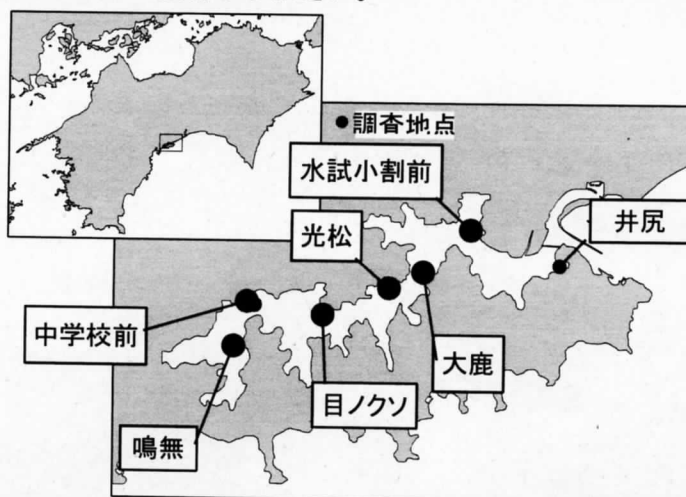 ●調査地点
水試小割前
井尻
光松
中学校前
大鹿
目ノクソ
鳴無